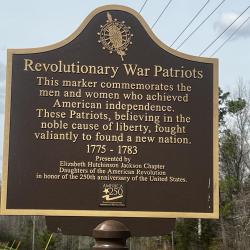 Revolutionary War Patriots
This marker commemorates the
men and women who achieved
American independence.
These Patriots, believing in the
noble cause of liberty, fought
valiantly to found a new nation.
1775 - 1783
Presented by
Elizabeth Hutchinson Jackson Chapter
Daughters of the American Revolution
in honor of the 250th anniversary of the United States.
AMERICA
250